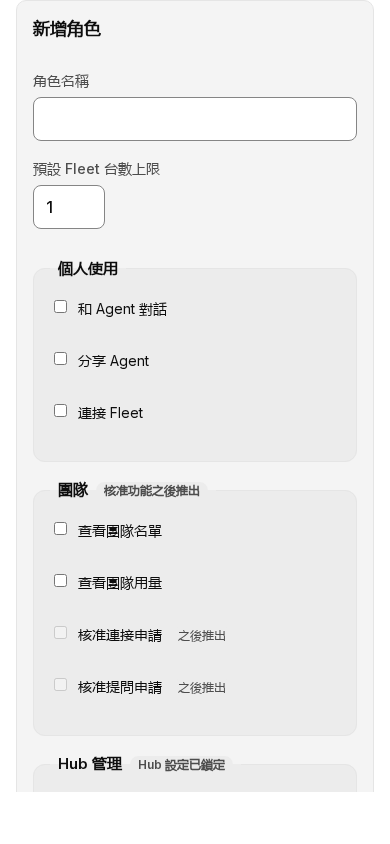 新增角色
角色名稱
預設 Fleet 台數上限
1
個人使用
和 Agent 對話
分享 Agent
連接 Fleet
團隊 核准功能之後推出
查看團隊名單
查看團隊用量
核准連接申請 之後推出
核准提問申請 之後推出
Hub 管理 Hub 設定已鎖定